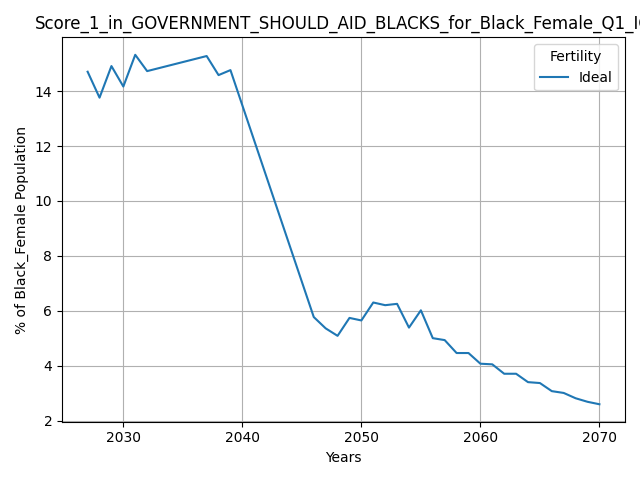 Score_1_in_GOVERNMENT_SHOULD_AID_BLACKS_for_Black_Female_Q1_I
Fertility
Ideal
% of Black_Female Population
14
12
10
8
6
4
2
2030 2040 2050 2060 2070
Years